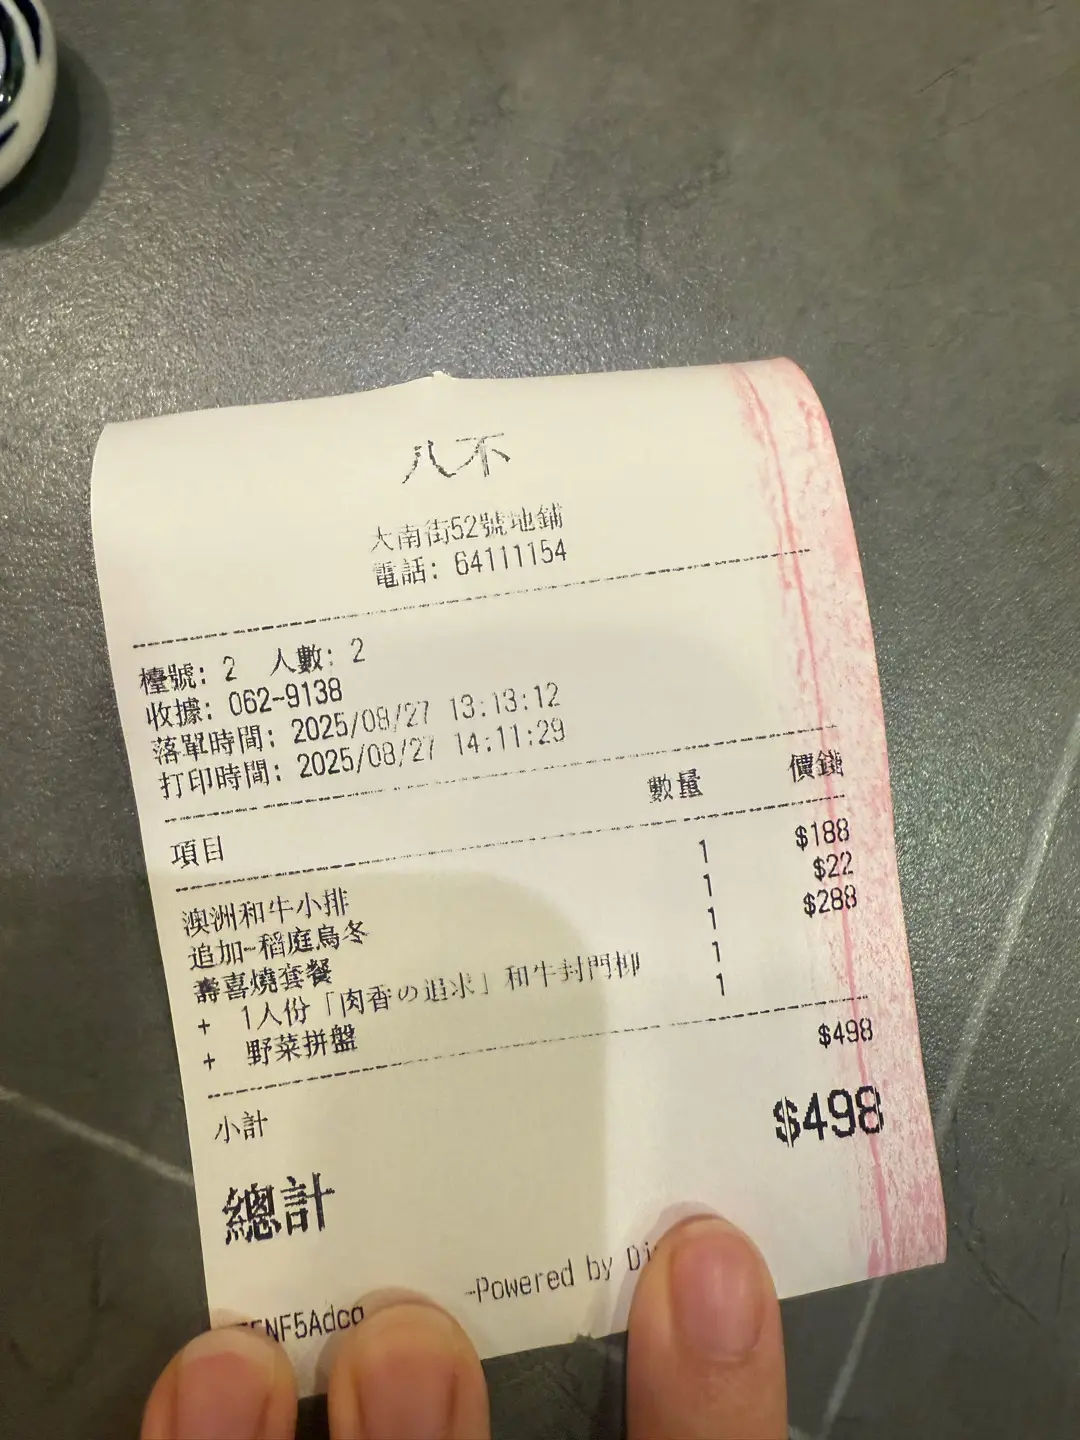 八不
大南街52號地鋪
電話: 64111154
檯號: 2 人數: 2
收據: 062-9138
落單時間: 2025/08/27 13:13:12
打印時間: 2025/08/27 14:11:29
項目 數量 價錢
澳洲和牛小排 1 $188
追加-稻庭烏冬 1 $22
壽喜燒套餐 1 $288
+ 1人份「肉香の追求」和牛封門柳 1
+ 野菜拼盤 1
小計 $498
總計 $498
-Powered by